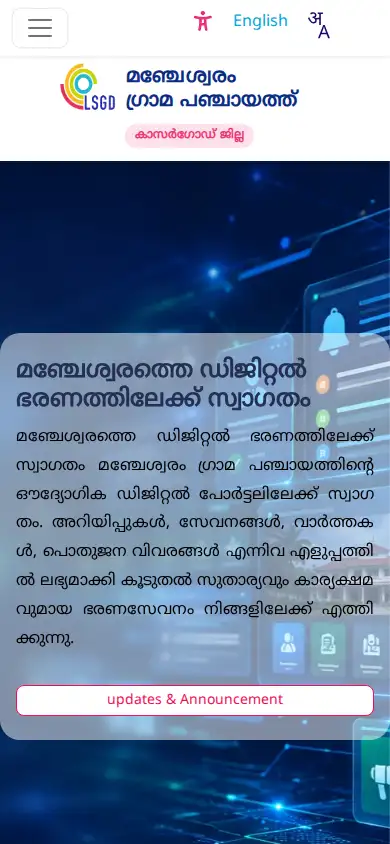 English
अ
A
LSGD
മഞ്ചേശ്വരം
ഗ്രാമ പഞ്ചായത്ത്
കാസർഗോഡ് ജില്ല
മഞ്ചേശ്വരത്തെ ഡിജിറ്റൽ
ഭരണത്തിലേക്ക് സ്വാഗതം
മഞ്ചേശ്വരത്തെ ഡിജിറ്റൽ ഭരണത്തിലേക്ക്
സ്വാഗതം മഞ്ചേശ്വരം ഗ്രാമ പഞ്ചായത്തിന്റെ
ഔദ്യോഗിക ഡിജിറ്റൽ പോർട്ടലിലേക്ക് സ്വാഗ
തം. അറിയിപ്പുകൾ, സേവനങ്ങൾ, വാർത്തക
ൾ, പൊതുജന വിവരങ്ങൾ എന്നിവ എളുപ്പത്തി
ൽ ലഭ്യമാക്കി കൂടുതൽ സുതാര്യവും കാര്യക്ഷമ
വുമായ ഭരണസേവനം നിങ്ങളിലേക്ക് എത്തി
ക്കുന്നു.
updates & Announcement